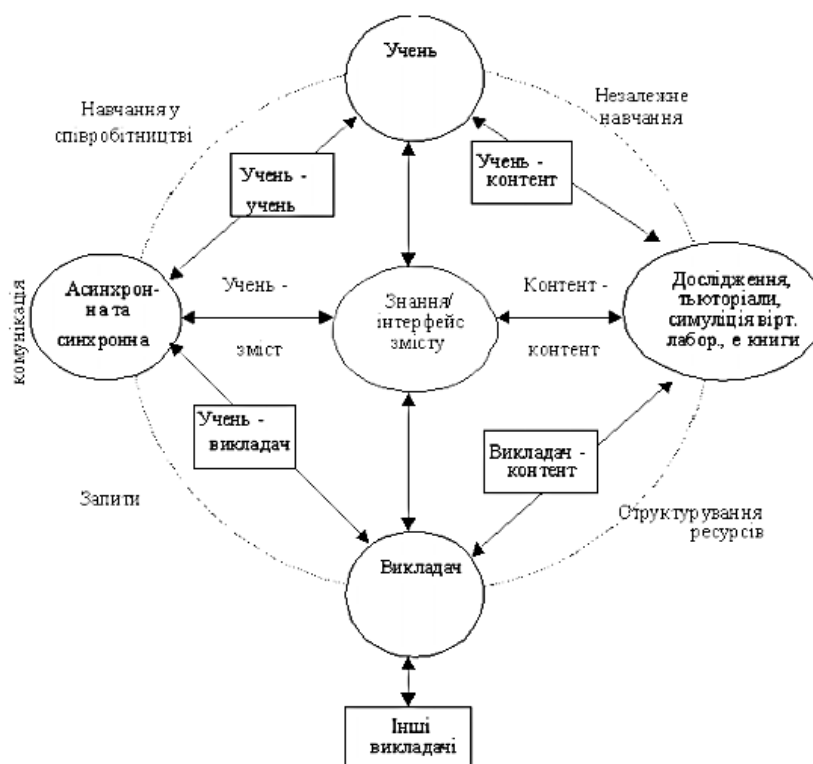 Учень
Навчання у
співробітництві
Незалежне
навчання
Учень -
учень
Учень -
контент
комунікація
Асинхрон-
на та
синхронна
Учень -
зміст
Знання/
інтерфейс
змісту
Контент -
контент
Дослідження,
тьюторіали,
симуліція вірт.
лабор., е книги
Учень -
викладач
Викладач -
контент
Запити
Структурування
ресурсів
Викладач
Інші
викладачі